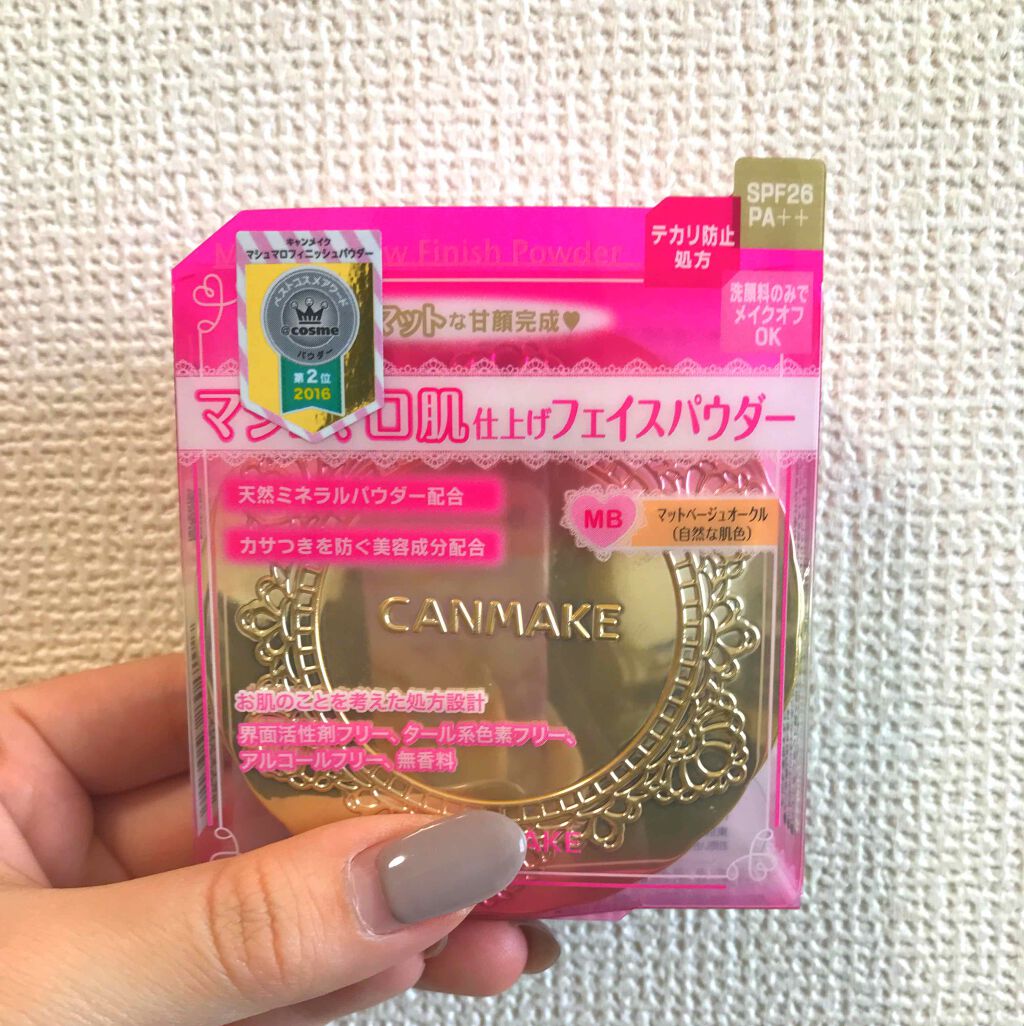 SPF26
PA++
テカリ防止
処方
洗顔料のみで
メイクオフ
OK
Finish Powder
キャンメイク
マシュマロフィニッシュパウダー
ベストコスメアワード
@cosme
パウダー
第2位
2016
マットな甘顔完成♥
マシュマロ肌仕上げフェイスパウダー
天然ミネラルパウダー配合
カサつきを防ぐ美容成分配合
MB
マットベージュオークル
(自然な肌色)
CANMAKE
お肌のことを考えた処方設計
界面活性剤フリー、タール系色素フリー、
アルコールフリー、無香料
AKE